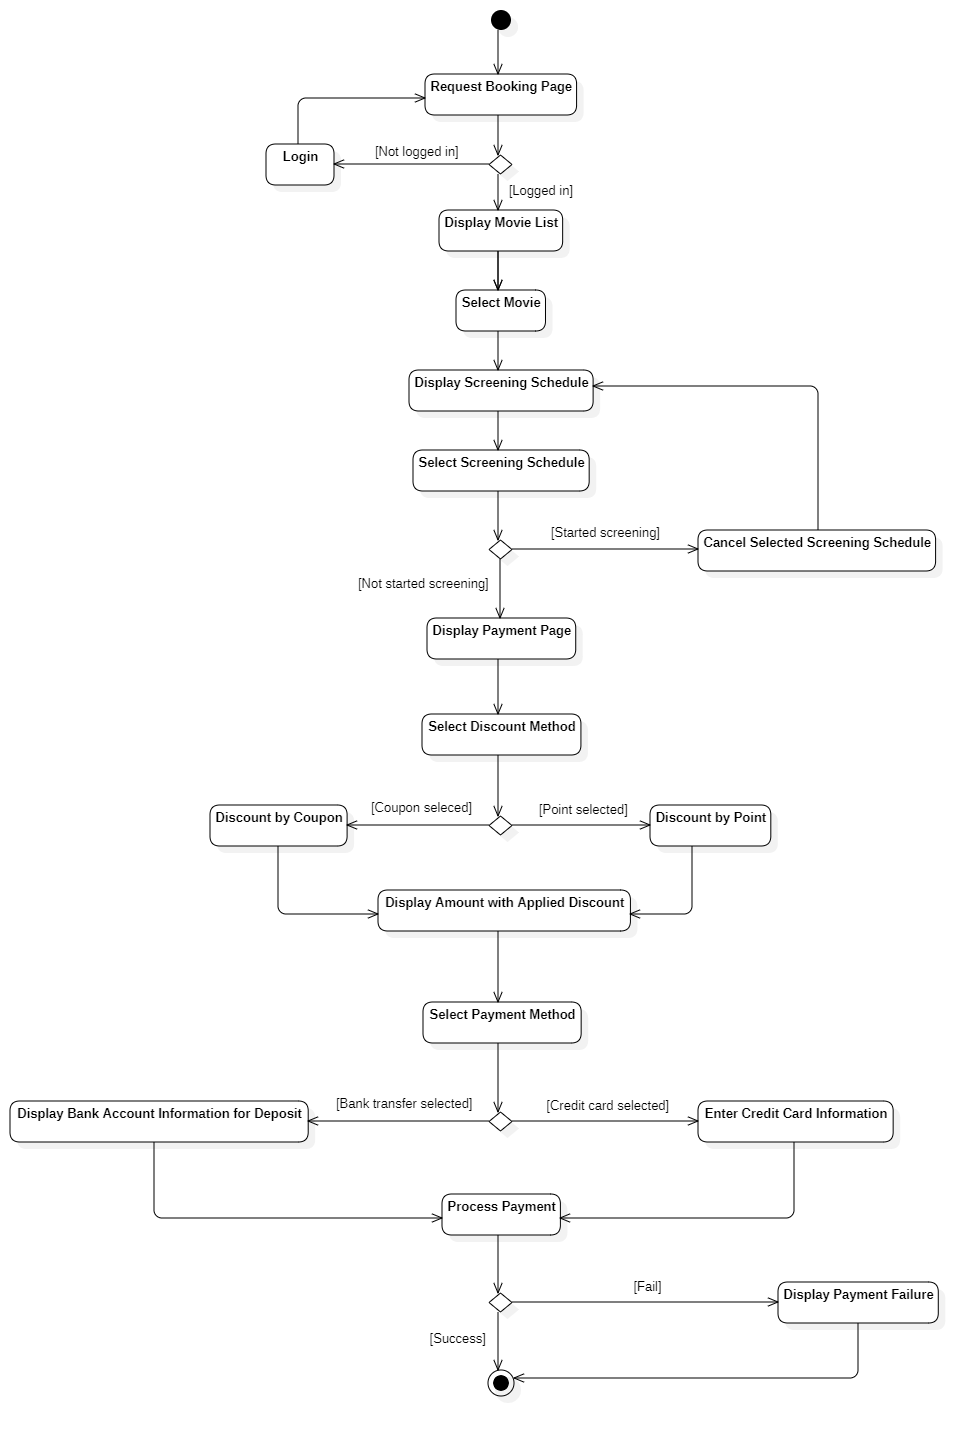 Request Booking Page
Login
[Not logged in]
[Logged in]
Display Movie List
Select Movie
Display Screening Schedule
Select Screening Schedule
[Started screening]
Cancel Selected Screening Schedule
[Not started screening]
Display Payment Page
Select Discount Method
Discount by Coupon
[Coupon seleced]
[Point selected]
Discount by Point
Display Amount with Applied Discount
Select Payment Method
Display Bank Account Information for Deposit
[Bank transfer selected]
[Credit card selected]
Enter Credit Card Information
Process Payment
[Fail]
Display Payment Failure
[Success]